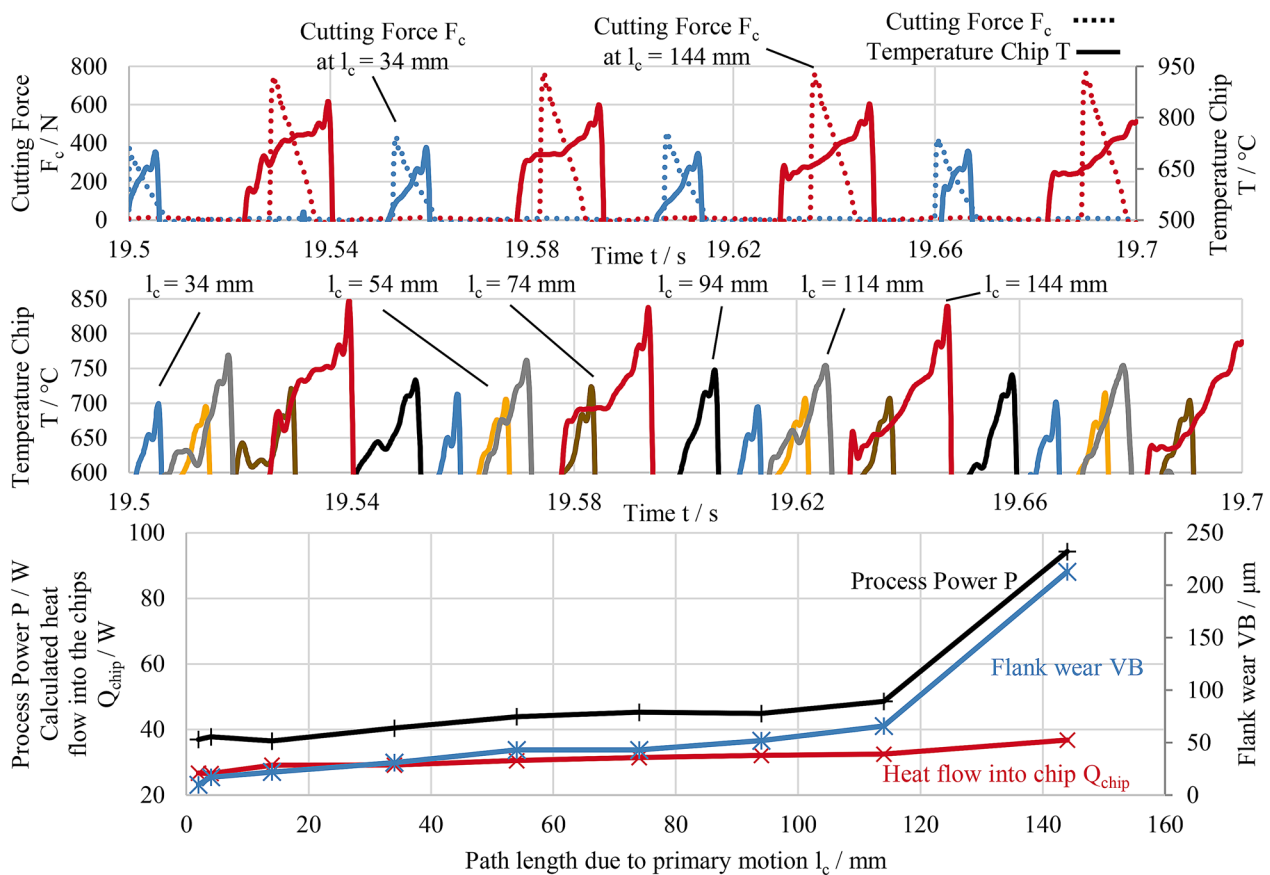 Cutting Force F_c
at l_c = 34 mm
Cutting Force F_c
at l_c = 144 mm
Cutting Force F_c
Temperature Chip T
Cutting Force
F_c / N
800
600
400
200
0
950
800
650
500
Temperature Chip
T / °C
19.5
19.54
19.58
19.62
19.66
19.7
Time t / s
l_c = 34 mm
l_c = 54 mm
l_c = 74 mm
l_c = 94 mm
l_c = 114 mm
l_c = 144 mm
Temperature Chip
T / °C
850
800
750
700
650
600
19.5
19.54
19.58
19.62
19.66
19.7
Time t / s
Process Power P / W
Calculated heat
flow into the chips
Q_chip / W
100
80
60
40
20
Process Power P
Flank wear VB
Heat flow into chip Q_chip
250
200
150
100
50
0
Flank wear VB / μm
0
20
40
60
80
100
120
140
160
Path length due to primary motion l_c / mm